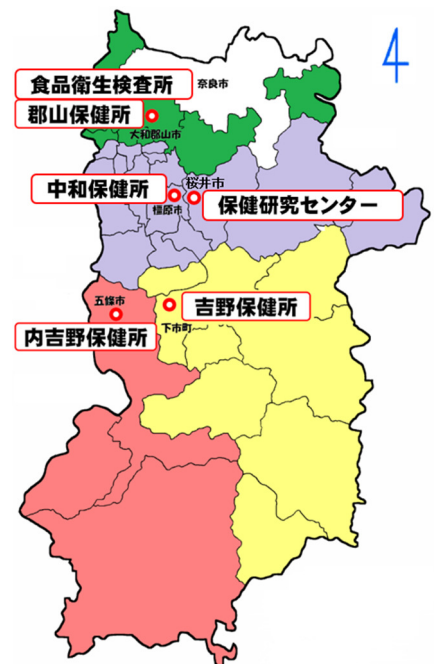 4
食品衛生検査所
奈良市
郡山保健所
大和郡山市
中和保健所
桜井市
橿原市
保健研究センター
五條市
吉野保健所
下市町
内吉野保健所